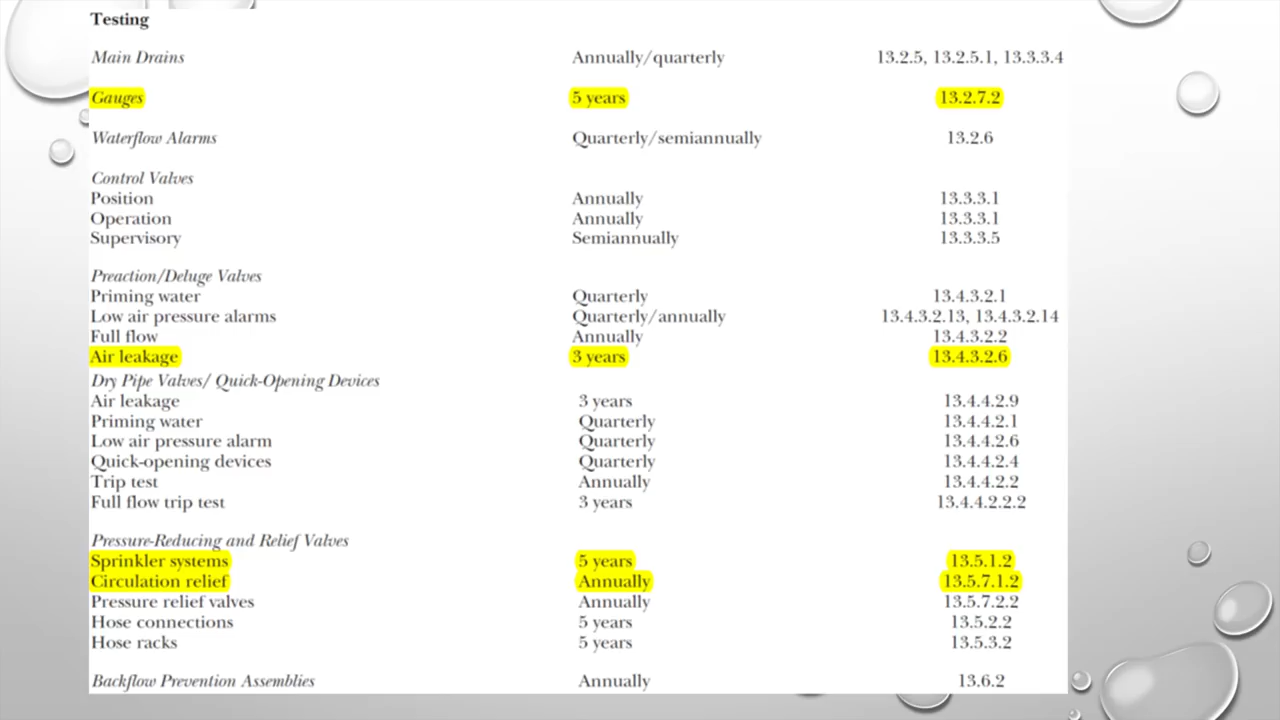 Testing
Main Drains Annually/quarterly 13.2.5, 13.2.5.1, 13.3.3.4
Gauges 5 years 13.2.7.2
Waterflow Alarms Quarterly/semiannually 13.2.6
Control Valves
Position Annually 13.3.3.1
Operation Annually 13.3.3.1
Supervisory Semiannually 13.3.3.5
Preaction/Deluge Valves
Priming water Quarterly 13.4.3.2.1
Low air pressure alarms Quarterly/annually 13.4.3.2.13, 13.4.3.2.14
Full flow Annually 13.4.3.2.2
Air leakage 3 years 13.4.3.2.6
Dry Pipe Valves/ Quick-Opening Devices
Air leakage 3 years 13.4.4.2.9
Priming water Quarterly 13.4.4.2.1
Low air pressure alarm Quarterly 13.4.4.2.6
Quick-opening devices Quarterly 13.4.4.2.4
Trip test Annually 13.4.4.2.2
Full flow trip test 3 years 13.4.4.2.2.2
Pressure-Reducing and Relief Valves
Sprinkler systems 5 years 13.5.1.2
Circulation relief Annually 13.5.7.1.2
Pressure relief valves Annually 13.5.7.2.2
Hose connections 5 years 13.5.2.2
Hose racks 5 years 13.5.3.2
Backflow Prevention Assemblies Annually 13.6.2